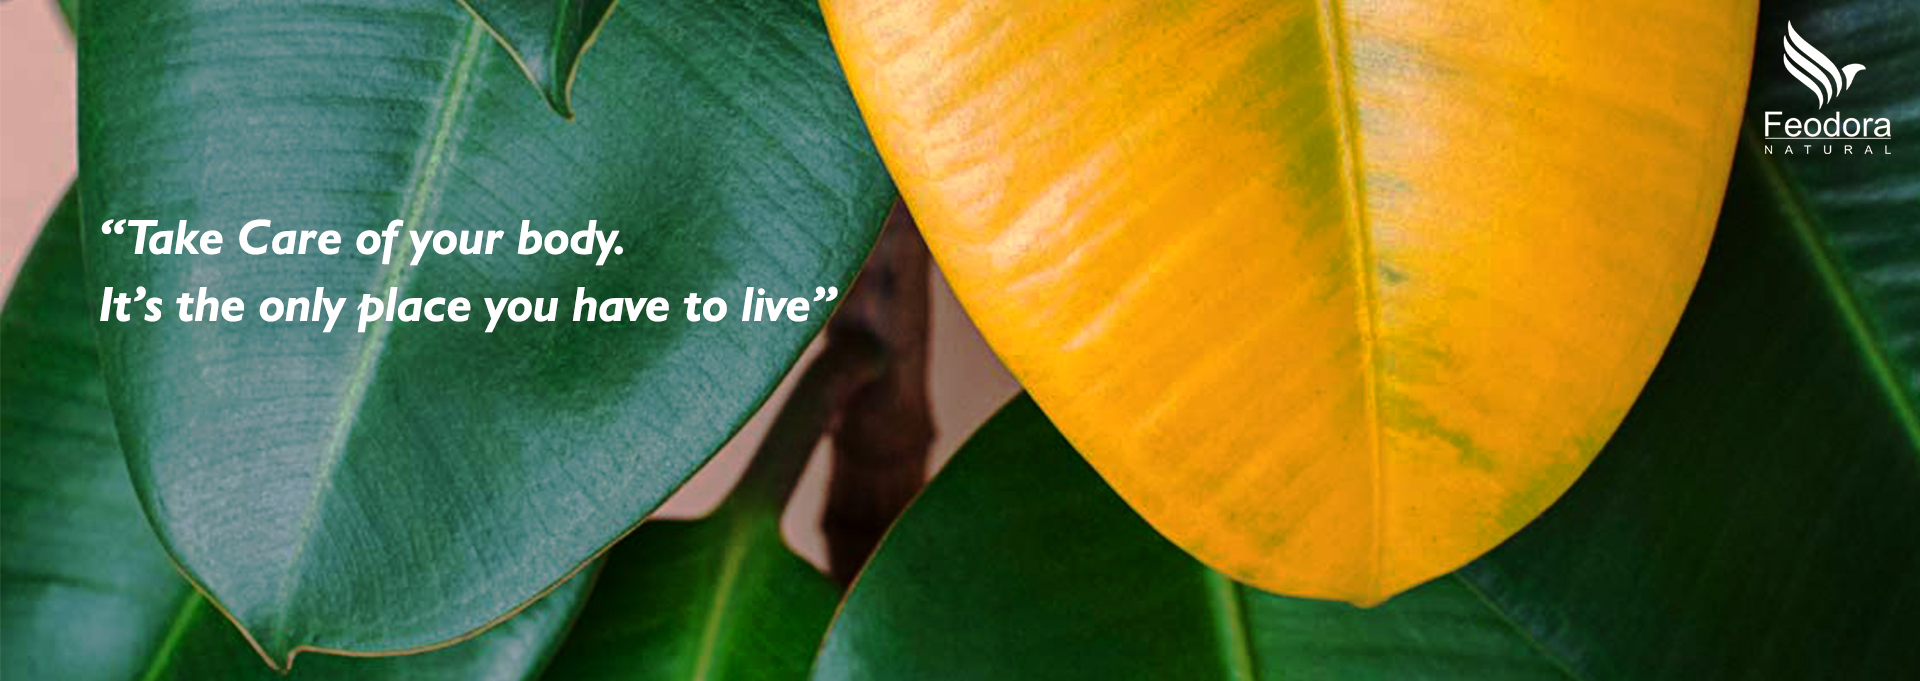 “Take Care of your body.
It’s the only place you have to live”
Feodora
NATURAL